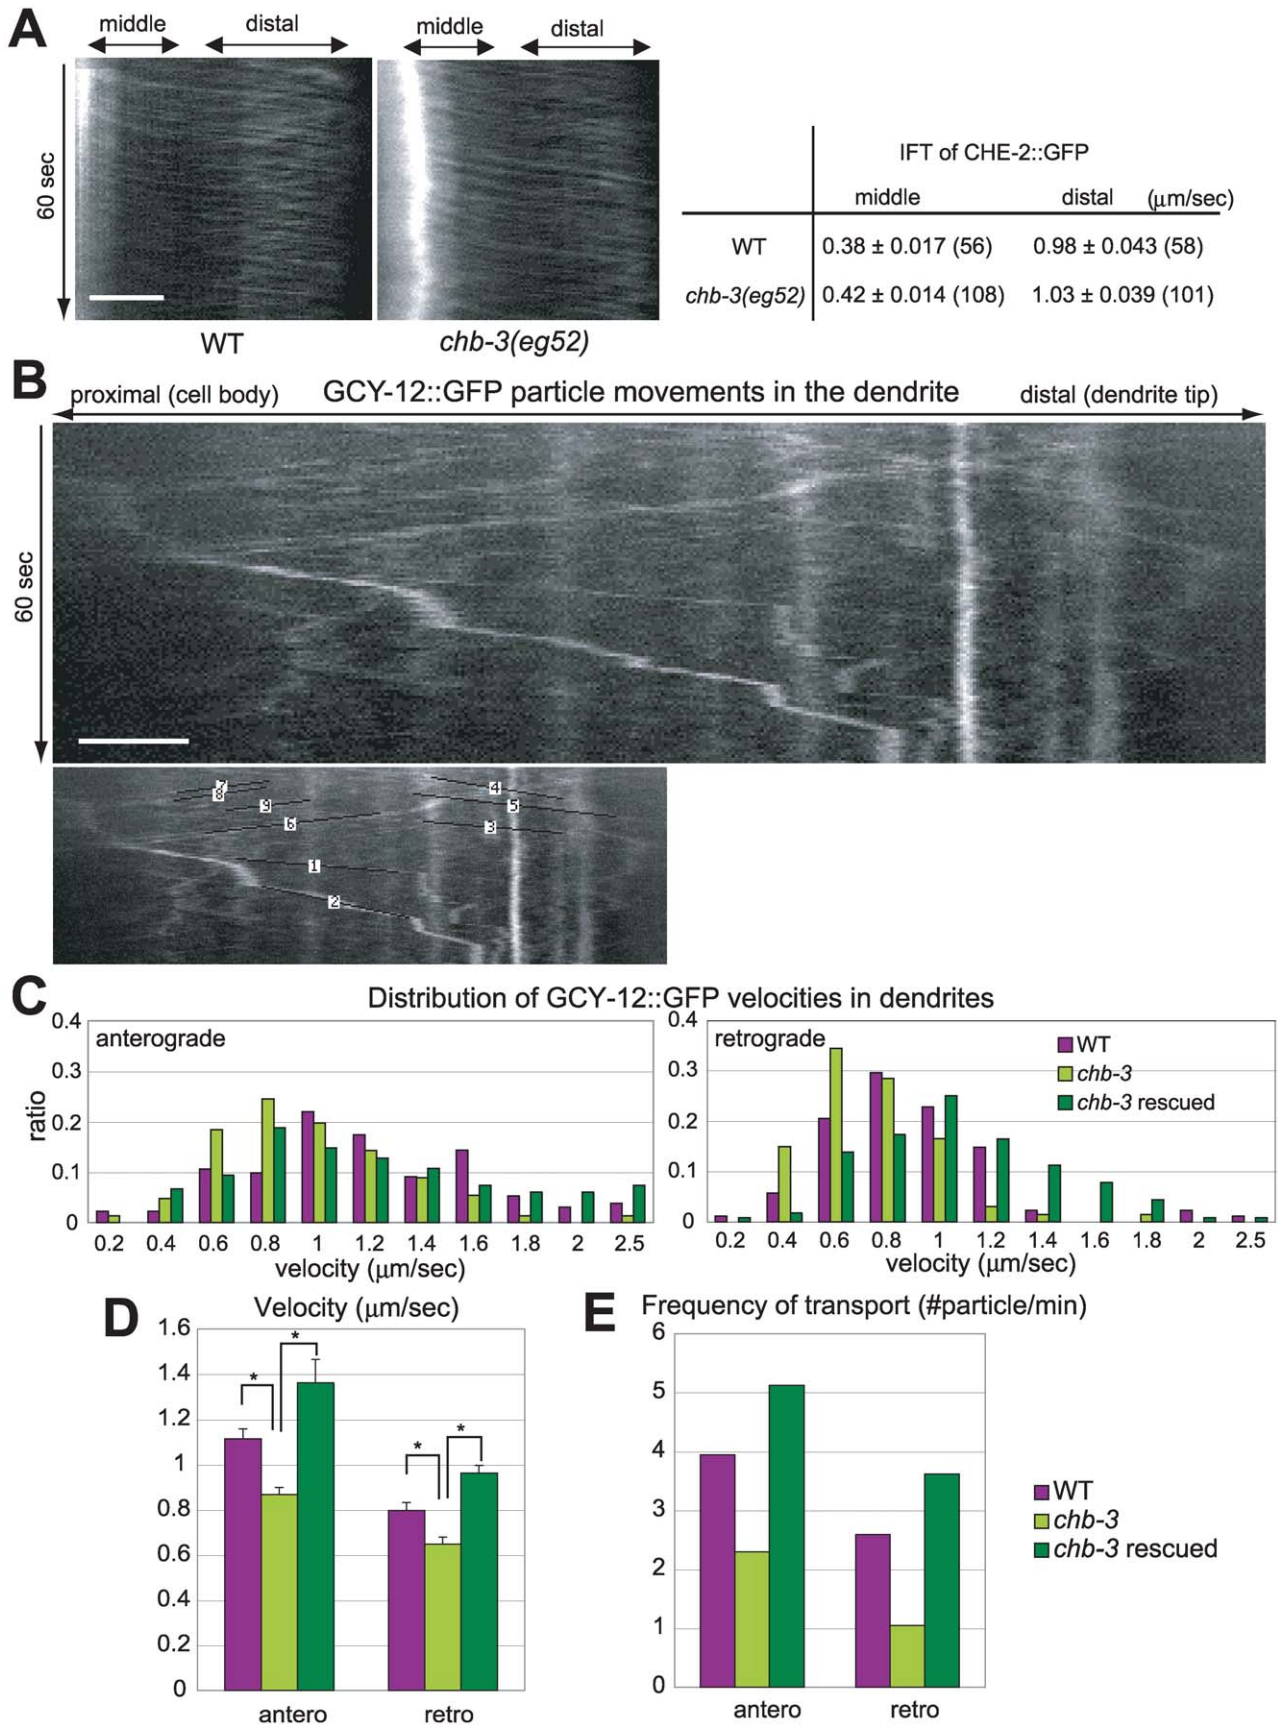 A
middle distal
middle distal
60 sec
WT
chb-3(eg52)
IFT of CHE-2::GFP
middle distal (μm/sec)
WT 0.38 ± 0.017 (56) 0.98 ± 0.043 (58)
chb-3(eg52) 0.42 ± 0.014 (108) 1.03 ± 0.039 (101)
B
proximal (cell body) GCY-12::GFP particle movements in the dendrite distal (dendrite tip)
60 sec
7
8
9
6
1
2
4
5
3
C
Distribution of GCY-12::GFP velocities in dendrites
anterograde
ratio
0.4
0.3
0.2
0.1
0
0.2 0.4 0.6 0.8 1 1.2 1.4 1.6 1.8 2 2.5
velocity (μm/sec)
retrograde
0.4
0.3
0.2
0.1
0
WT
chb-3
chb-3 rescued
0.2 0.4 0.6 0.8 1 1.2 1.4 1.6 1.8 2 2.5
velocity (μm/sec)
D
Velocity (μm/sec)
1.6
1.4
1.2
1
0.8
0.6
0.4
0.2
0
* *
* *
antero retro
E
Frequency of transport (#particle/min)
6
5
4
3
2
1
0
antero retro
WT
chb-3
chb-3 rescued